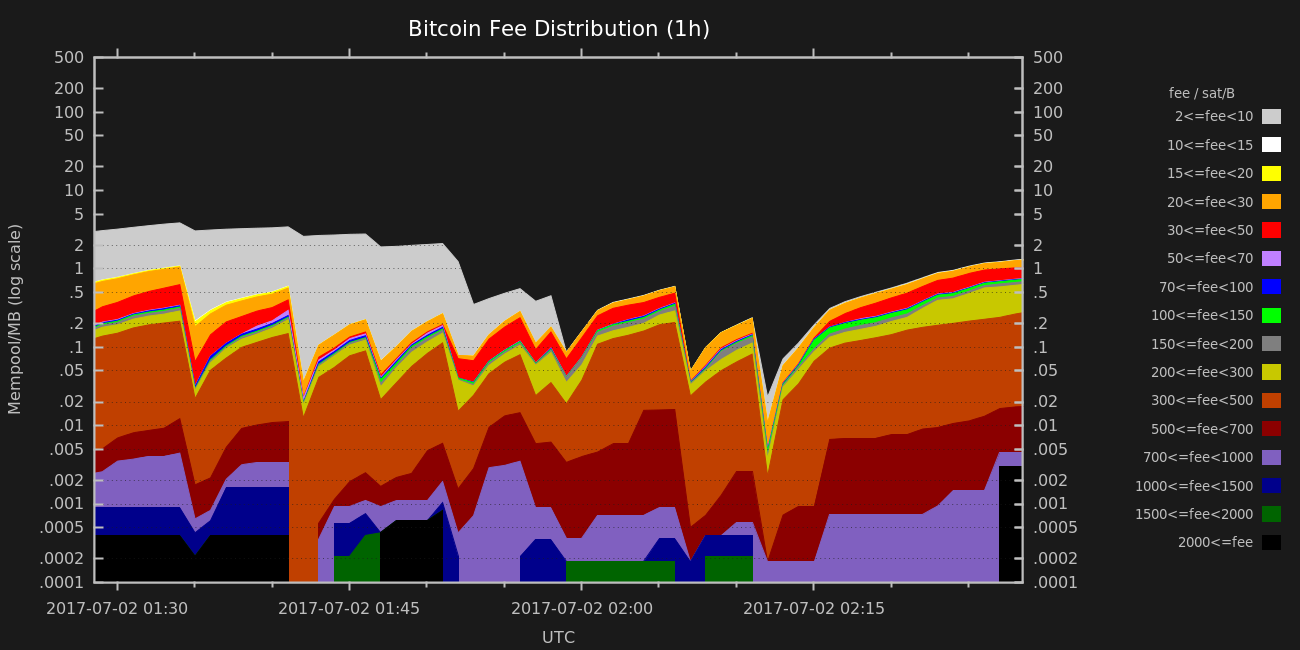 Bitcoin Fee Distribution (1h)
500 500
200 200
100 100
50 50
20 20
10 10
5 5
2 2
1 1
.5 .5
.2 .2
.1 .1
.05 .05
.02 .02
.01 .01
.005 .005
.002 .002
.001 .001
.0005 .0005
.0002 .0002
.0001 .0001
Mempool/MB (log scale)
2017-07-02 01:30 2017-07-02 01:45 2017-07-02 02:00 2017-07-02 02:15
UTC
fee / sat/B
2<=fee<10
10<=fee<15
15<=fee<20
20<=fee<30
30<=fee<50
50<=fee<70
70<=fee<100
100<=fee<150
150<=fee<200
200<=fee<300
300<=fee<500
500<=fee<700
700<=fee<1000
1000<=fee<1500
1500<=fee<2000
2000<=fee